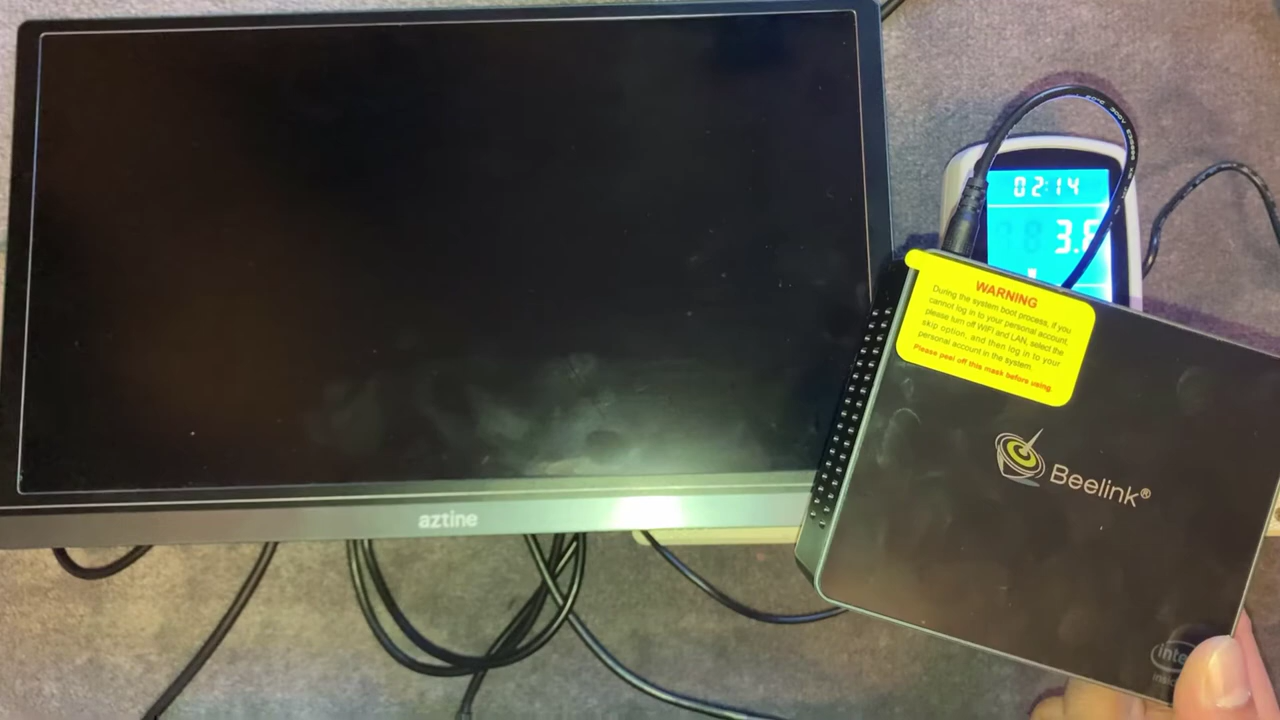 02:14
WARNING
During the system boot process, if you
cannot log in to your personal account,
please turn off WIFI and LAN, select the
skip option, and then log in to your
personal account in the system.
Please peel off this mask before using
Beelink®
aztine
inside